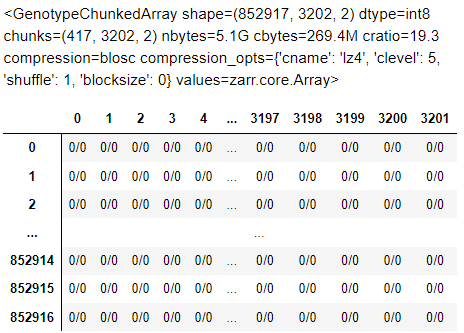 <GenotypeChunkedArray shape=(852917, 3202, 2) dtype=int8
chunks=(417, 3202, 2) nbytes=5.1G cbytes=269.4M cratio=19.3
compression=blosc compression_opts={'cname': 'lz4', 'clevel': 5,
'shuffle': 1, 'blocksize': 0} values=zarr.core.Array>
0 1 2 3 4 ... 3197 3198 3199 3200 3201
0 0/0 0/0 0/0 0/0 0/0 ... 0/0 0/0 0/0 0/0 0/0
1 0/0 0/0 0/0 0/0 0/0 ... 0/0 0/0 0/0 0/0 0/0
2 0/0 0/0 0/0 0/0 0/0 ... 0/0 0/0 0/0 0/0 0/0
... ...
852914 0/0 0/0 0/0 0/0 0/0 ... 0/0 0/0 0/0 0/0 0/0
852915 0/0 0/0 0/0 0/0 0/0 ... 0/0 0/0 0/0 0/0 0/0
852916 0/0 0/0 0/0 0/0 0/0 ... 0/0 0/0 0/0 0/0 0/0